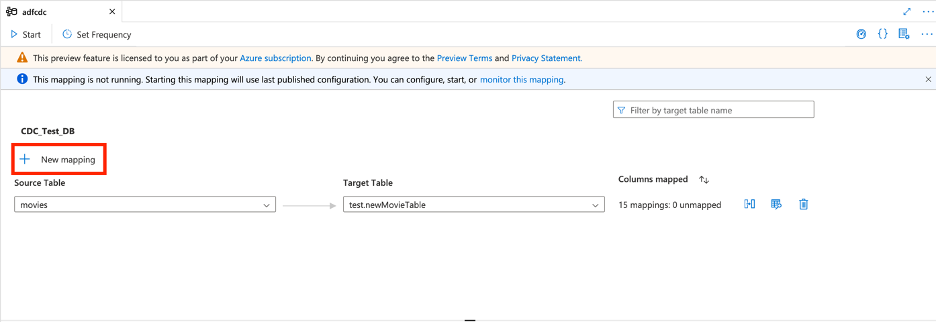 adfcdc
Start
Set Frequency
This preview feature is licensed to you as part of your Azure subscription. By continuing you agree to the Preview Terms and Privacy Statement.
This mapping is not running. Starting this mapping will use last published configuration. You can configure, start, or monitor this mapping.
Filter by target table name
CDC_Test_DB
New mapping
Source Table
Target Table
Columns mapped
movies
test.newMovieTable
15 mappings: 0 unmapped